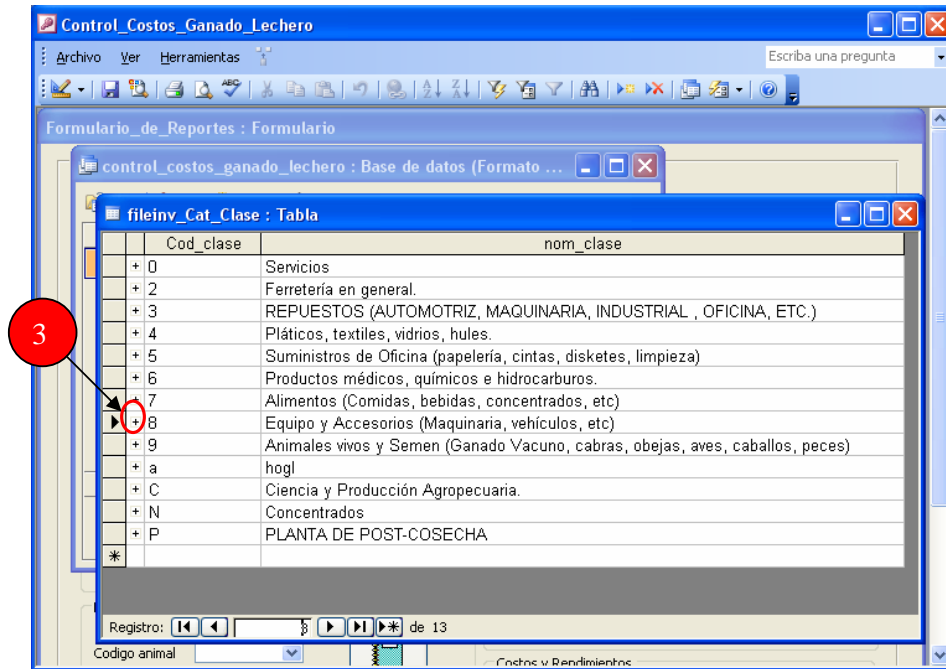 Control_Costos_Ganado_Lechero
Archivo Ver Herramientas
Escriba una pregunta
Formulario_de_Reportes : Formulario
control_costos_ganado_lechero : Base de datos (Formato ...
fileinv_Cat_Clase : Tabla
Cod_clase nom_clase
+ 0 Servicios
+ 2 Ferretería en general.
+ 3 REPUESTOS (AUTOMOTRIZ, MAQUINARIA, INDUSTRIAL , OFICINA, ETC.)
3
+ 4 Pláticos, textiles, vidrios, hules.
+ 5 Suministros de Oficina (papelería, cintas, disketes, limpieza)
+ 6 Productos médicos, químicos e hidrocarburos.
+ 7 Alimentos (Comidas, bebidas, concentrados, etc)
+ 8 Equipo y Accesorios (Maquinaria, vehículos, etc)
+ 9 Animales vivos y Semen (Ganado Vacuno, cabras, obejas, aves, caballos, peces)
+ a hogl
+ C Ciencia y Producción Agropecuaria.
+ N Concentrados
+ P PLANTA DE POST-COSECHA
Registro: 8 de 13
Codigo animal
Costos y Rendimientos